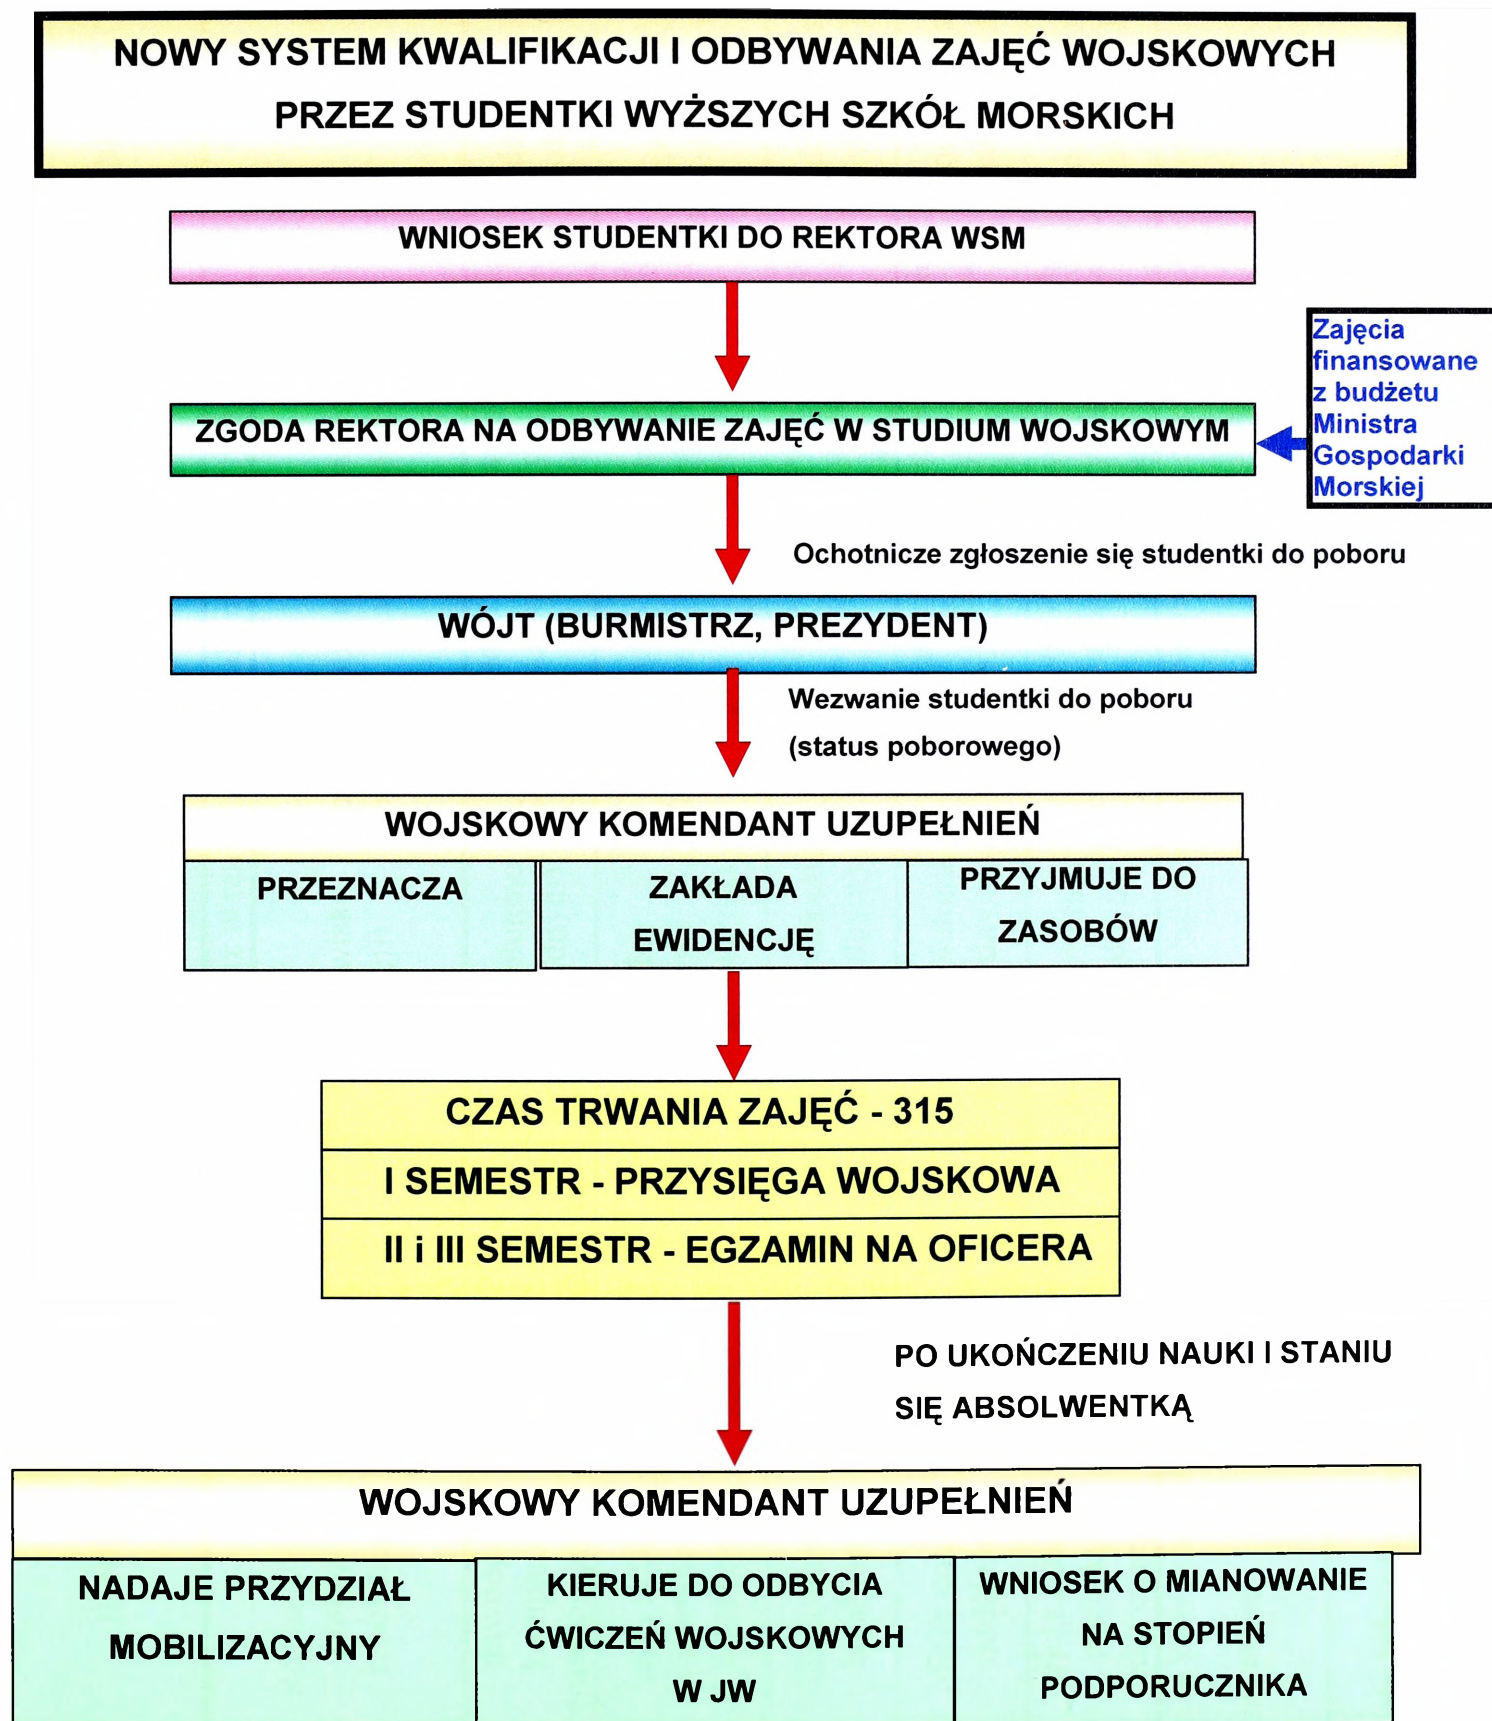 NOWY SYSTEM KWALIFIKACJI I ODBYWANIA ZAJĘĆ WOJSKOWYCH
PRZEZ STUDENTKI WYŻSZYCH SZKÓŁ MORSKICH
WNIOSEK STUDENTKI DO REKTORA WSM
Zajęcia
finansowane
z budżetu
Ministra
Gospodarki
Morskiej
ZGODA REKTORA NA ODBYWANIE ZAJĘĆ W STUDIUM WOJSKOWYM
Ochotnicze zgłoszenie się studentki do poboru
WÓJT (BURMISTRZ, PREZYDENT)
Wezwanie studentki do poboru
(status poborowego)
WOJSKOWY KOMENDANT UZUPEŁNIEŃ
PRZEZNACZA
ZAKŁADA
EWIDENCJĘ
PRZYJMUJE DO
ZASOBÓW
CZAS TRWANIA ZAJĘĆ - 315
I SEMESTR - PRZYSIĘGA WOJSKOWA
II i III SEMESTR - EGZAMIN NA OFICERA
PO UKOŃCZENIU NAUKI I STANIU
SIĘ ABSOLWENTKĄ
WOJSKOWY KOMENDANT UZUPEŁNIEŃ
NADAJE PRZYDZIAŁ
MOBILIZACYJNY
KIERUJE DO ODBYCIA
ĆWICZEŃ WOJSKOWYCH
W JW
WNIOSEK O MIANOWANIE
NA STOPIEŃ
PODPORUCZNIKA